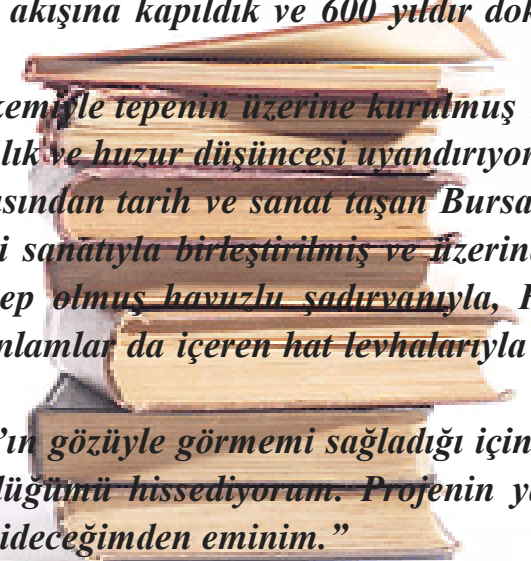 akışına kapıldık ve 600 yıldır dok
zemiyle tepenin üzerine kurulmuş
lık ve huzur düşüncesi uyandırıyor
asından tarih ve sanat taşan Bursa
i sanatıyla birleştirilmiş ve üzerin
ep olmuş havuzlu şadırvanıyla,
nlamlar da içeren hat levhalarıyla
’ın gözüyle görmemi sağladığı için
lüğümü hissediyorum. Projenin y
ideceğimden eminim.”